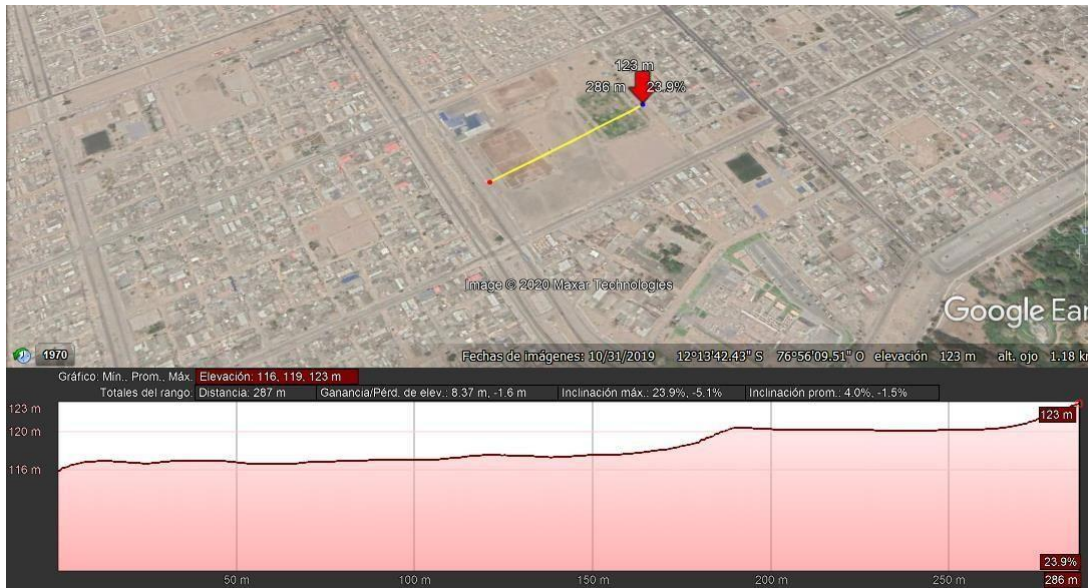 123 m
286 m 23.9%
Image © 2020 Maxar Technologies
Google Ear
1970
Fechas de imágenes: 10/31/2019 12°13'42.43" S 76°56'09.51" O elevación 123 m alt. ojo 1.18 km
Gráfico: Mín., Prom., Máx. Elevación: 116, 119, 123 m
Totales del rango: Distancia: 287 m Ganancia/Pérd. de elev.: 8.37 m, -1.6 m Inclinación máx.: 23.9%, -5.1% Inclinación prom.: 4.0%, -1.5%
123 m
123 m
120 m
116 m
23.9%
50 m 100 m 150 m 200 m 250 m 286 m